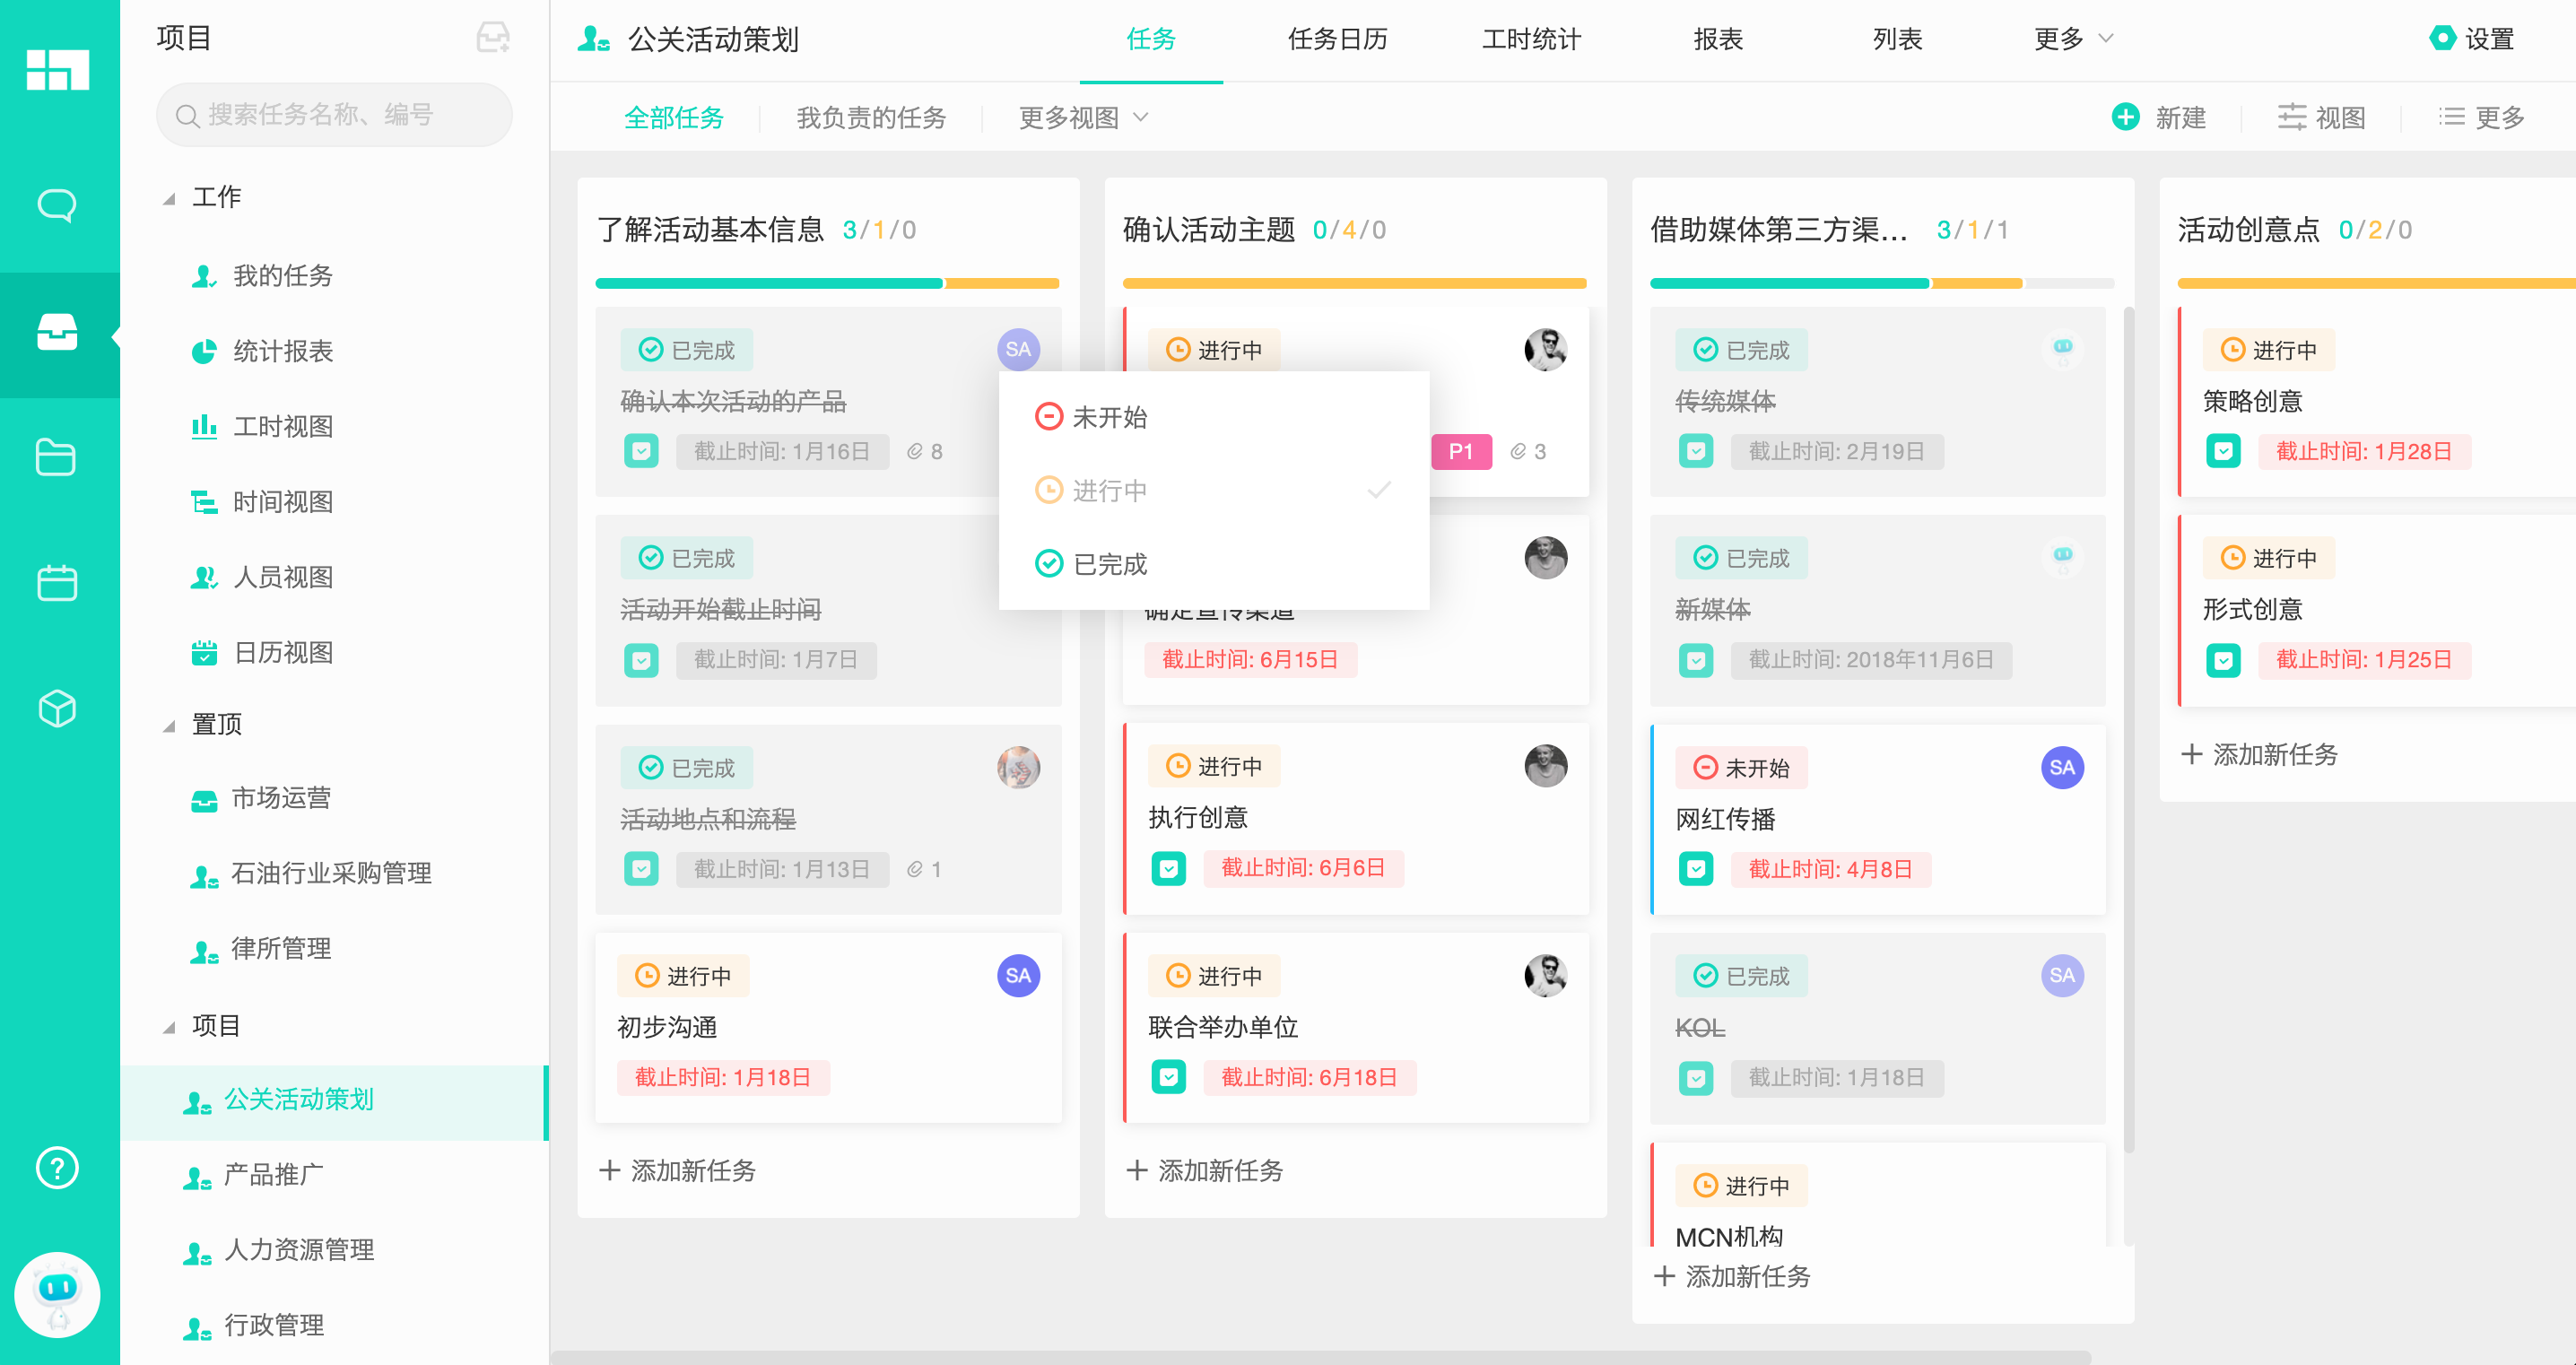 项目
搜索任务名称、编号
工作
我的任务
统计报表
工时视图
时间视图
人员视图
日历视图
置顶
市场运营
石油行业采购管理
律所管理
项目
公关活动策划
产品推广
人力资源管理
行政管理
公关活动策划
任务
任务日历
工时统计
报表
列表
更多
设置
全部任务
我负责的任务
更多视图
新建
视图
更多
了解活动基本信息 3/1/0
已完成
SA
确认本次活动的产品
截止时间: 1月16日
8
已完成
活动开始截止时间
截止时间: 1月7日
已完成
活动地点和流程
截止时间: 1月13日
1
进行中
SA
初步沟通
截止时间: 1月18日
添加新任务
确认活动主题 0/4/0
进行中
P1
3
未开始
进行中
已完成
确定宣传渠道
截止时间: 6月15日
进行中
执行创意
截止时间: 6月6日
进行中
联合举办单位
截止时间: 6月18日
添加新任务
借助媒体第三方渠... 3/1/1
已完成
传统媒体
截止时间: 2月19日
已完成
新媒体
截止时间: 2018年11月6日
未开始
SA
网红传播
截止时间: 4月8日
已完成
SA
KOL
截止时间: 1月18日
进行中
MCN机构
添加新任务
活动创意点 0/2/0
进行中
策略创意
截止时间: 1月28日
进行中
形式创意
截止时间: 1月25日
添加新任务